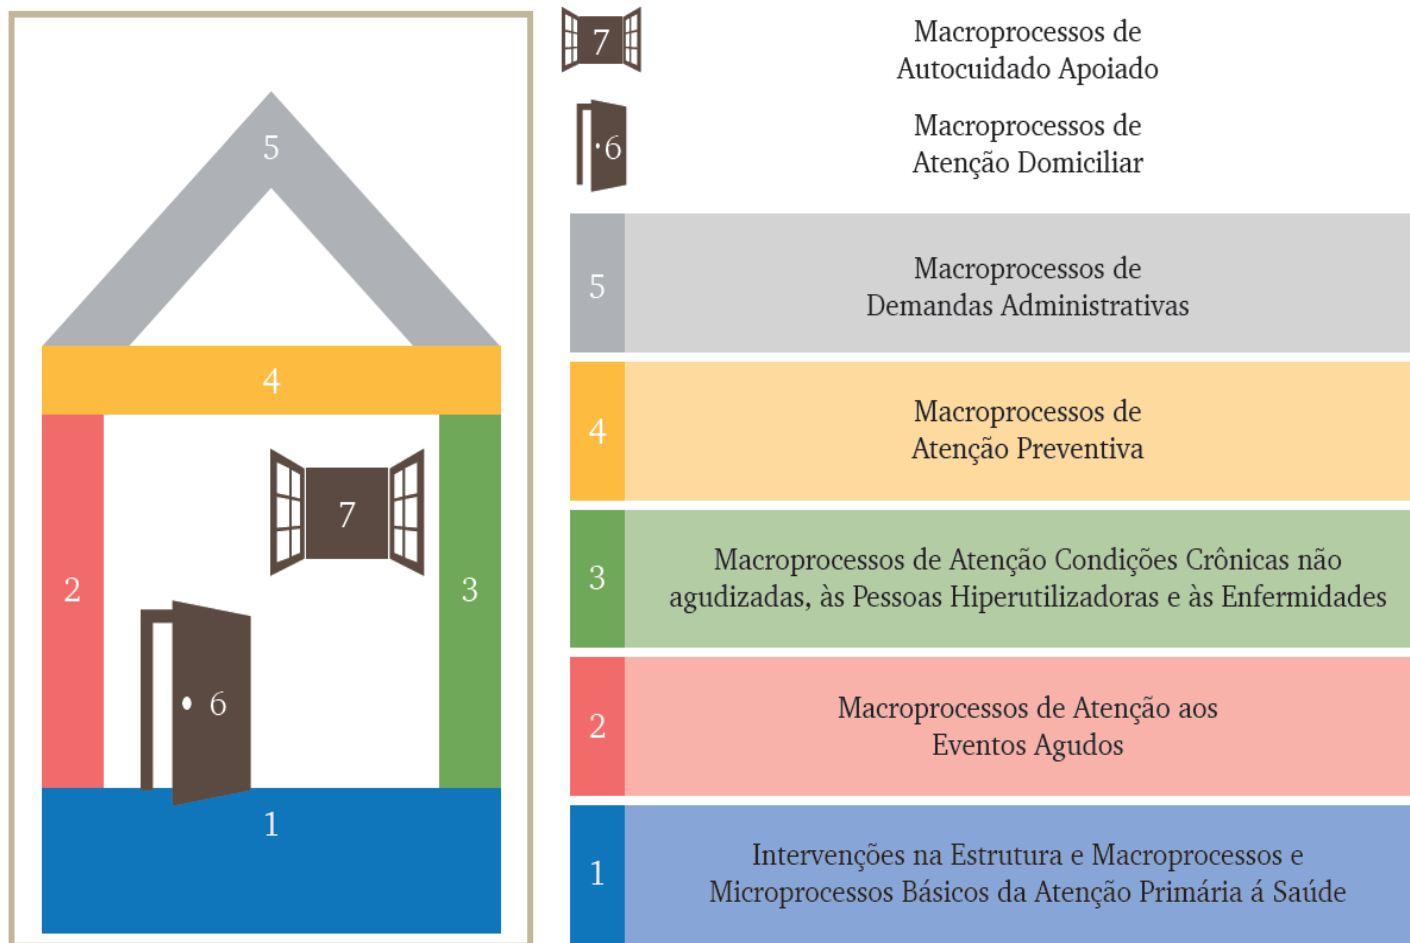 5
4
7
2
3
6
1
7
Macroprocessos de
Autocuidado Apoiado
6
Macroprocessos de
Atenção Domiciliar
5
Macroprocessos de
Demandas Administrativas
4
Macroprocessos de
Atenção Preventiva
3
Macroprocessos de Atenção Condições Crônicas não
agudizadas, às Pessoas Hiperutilizadoras e às Enfermidades
2
Macroprocessos de Atenção aos
Eventos Agudos
1
Intervenções na Estrutura e Macroprocessos e
Microprocessos Básicos da Atenção Primária á Saúde